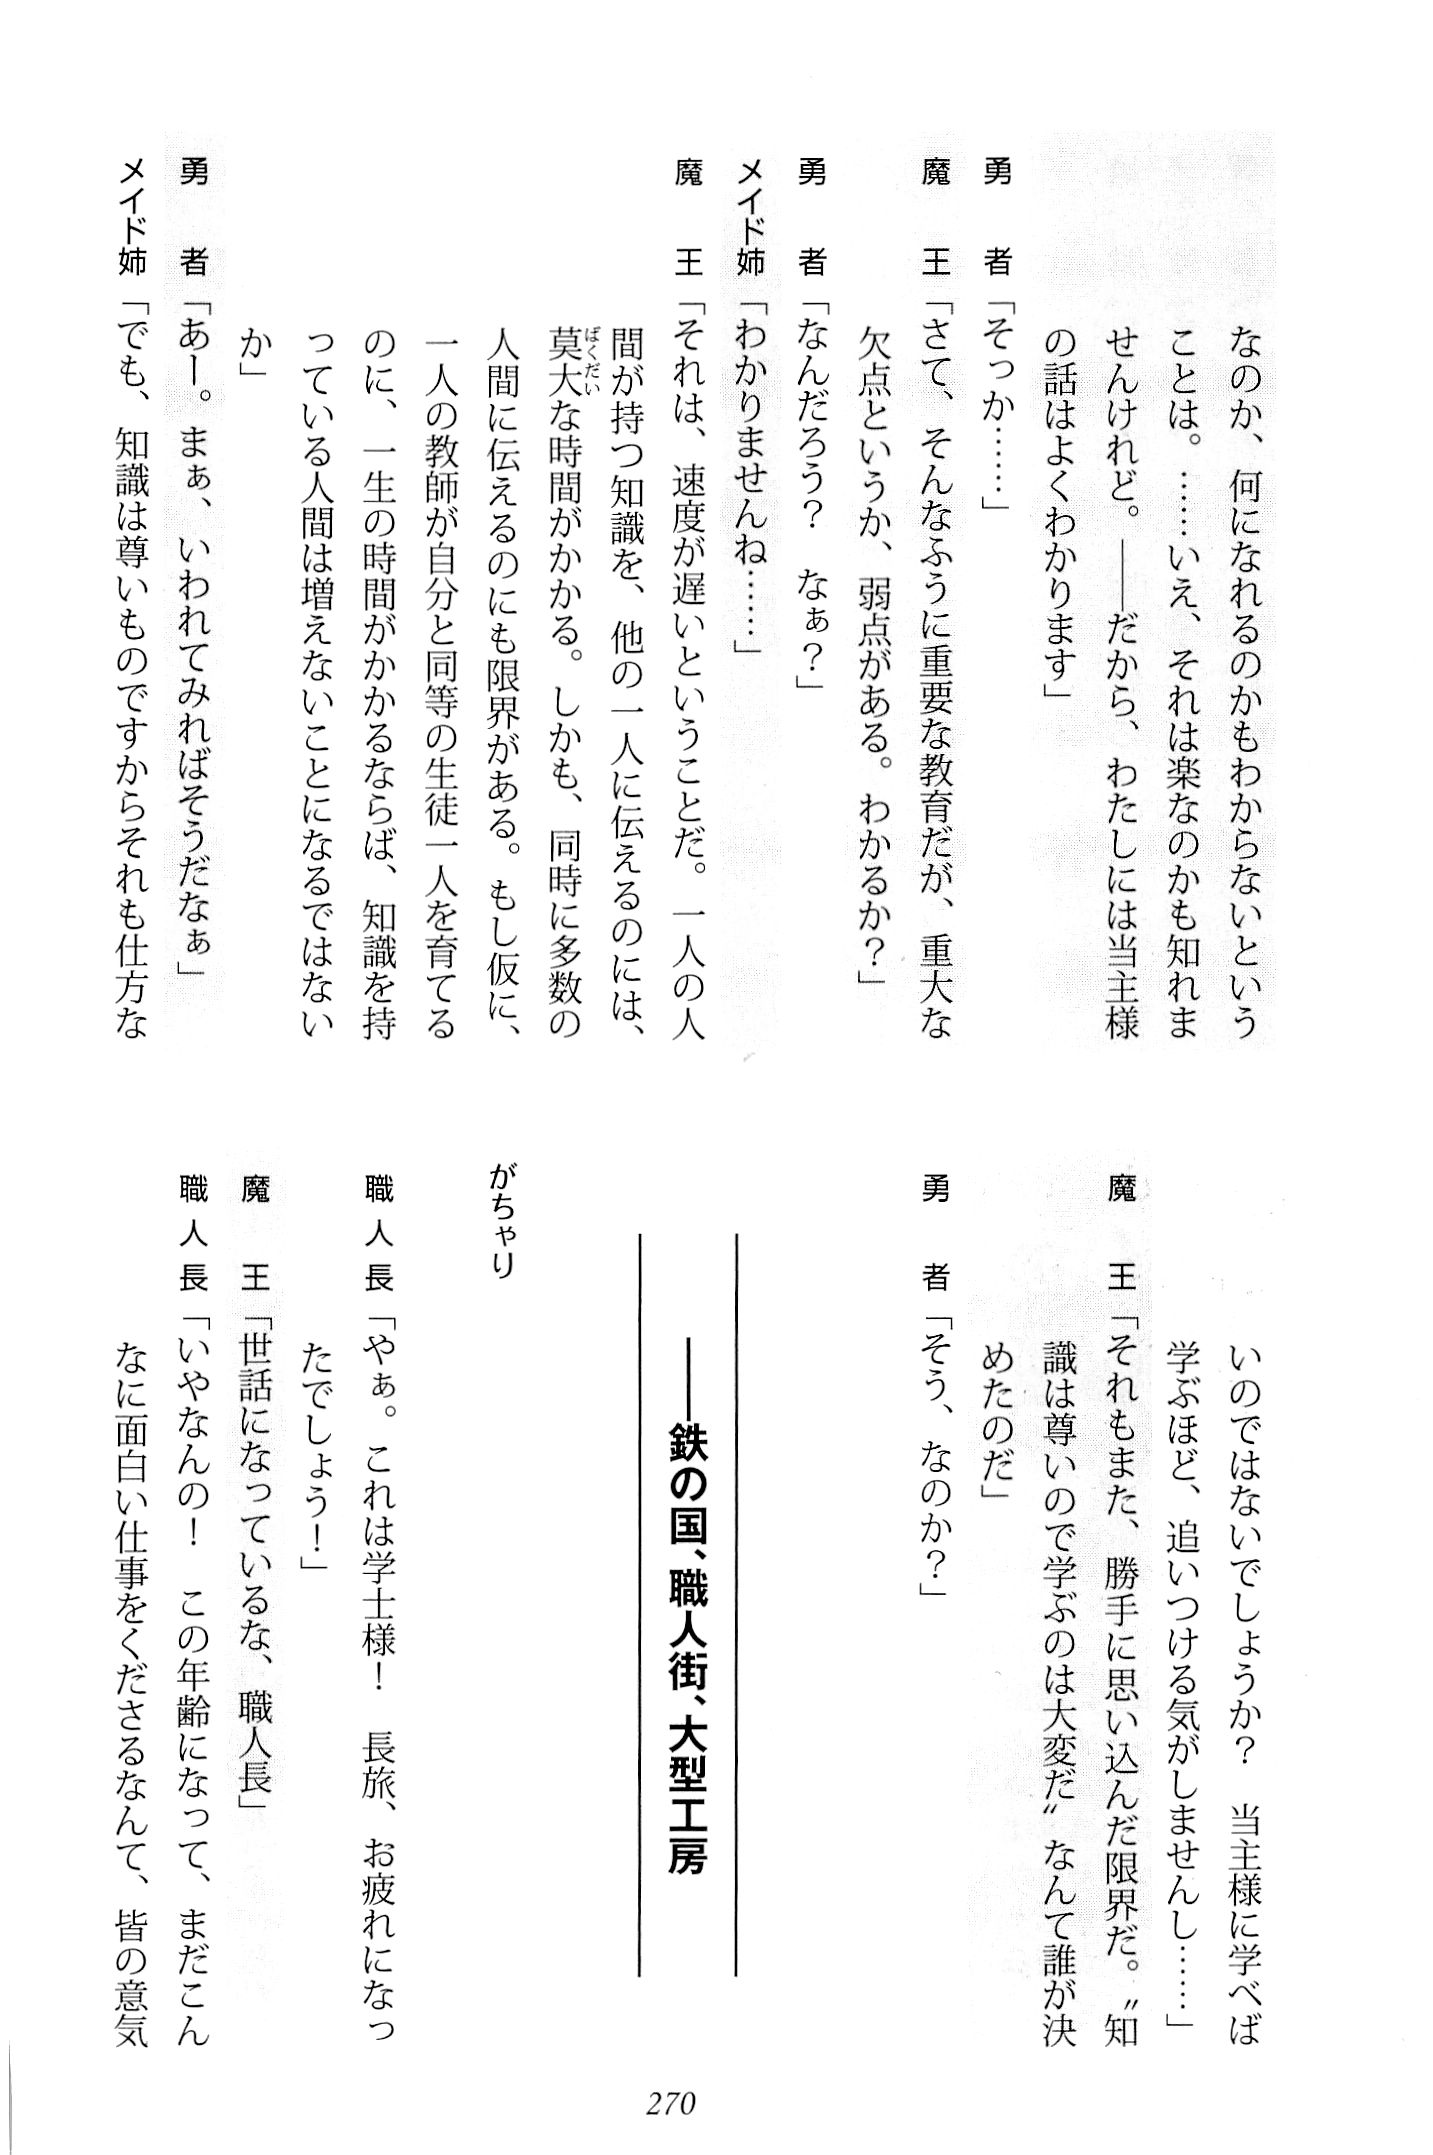 なのか、何になれるのかもわからないという
ことは。……いえ、それは楽なのかも知れま
せんけれど。――だから、わたしには当主様
の話はよくわかります」
勇　者「そっか……」
魔　王「さて、そんなふうに重要な教育だが、重大な
欠点というか、弱点がある。わかるか？」
勇　者「なんだろう？　なぁ？」
メイド姉「わかりませんね……」
魔　王「それは、速度が遅いということだ。一人の人
間が持つ知識を、他の一人に伝えるのには、
莫大な時間がかかる。しかも、同時に多数の
ばくだい
人間に伝えるのにも限界がある。もし仮に、
一人の教師が自分と同等の生徒一人を育てる
のに、一生の時間がかかるならば、知識を持
っている人間は増えないことになるではない
か」
勇　者「あー。まぁ、いわれてみればそうだなぁ」
メイド姉「でも、知識は尊いものですからそれも仕方な
いのではないでしょうか？　当主様に学べば
学ぶほど、追いつける気がしませんし……」
魔　王「それもまた、勝手に思い込んだ限界だ。〝知
識は尊いので学ぶのは大変だ〟なんて誰が決
めたのだ」
勇　者「そう、なのか？」
――鉄の国、職人街、大型工房
がちゃり
職人長「やぁ。これは学士様！　長旅、お疲れになっ
たでしょう！」
魔　王「世話になっているな、職人長」
職人長「いやなんの！　この年齢になって、まだこん
なに面白い仕事をくださるなんて、皆の意気
270